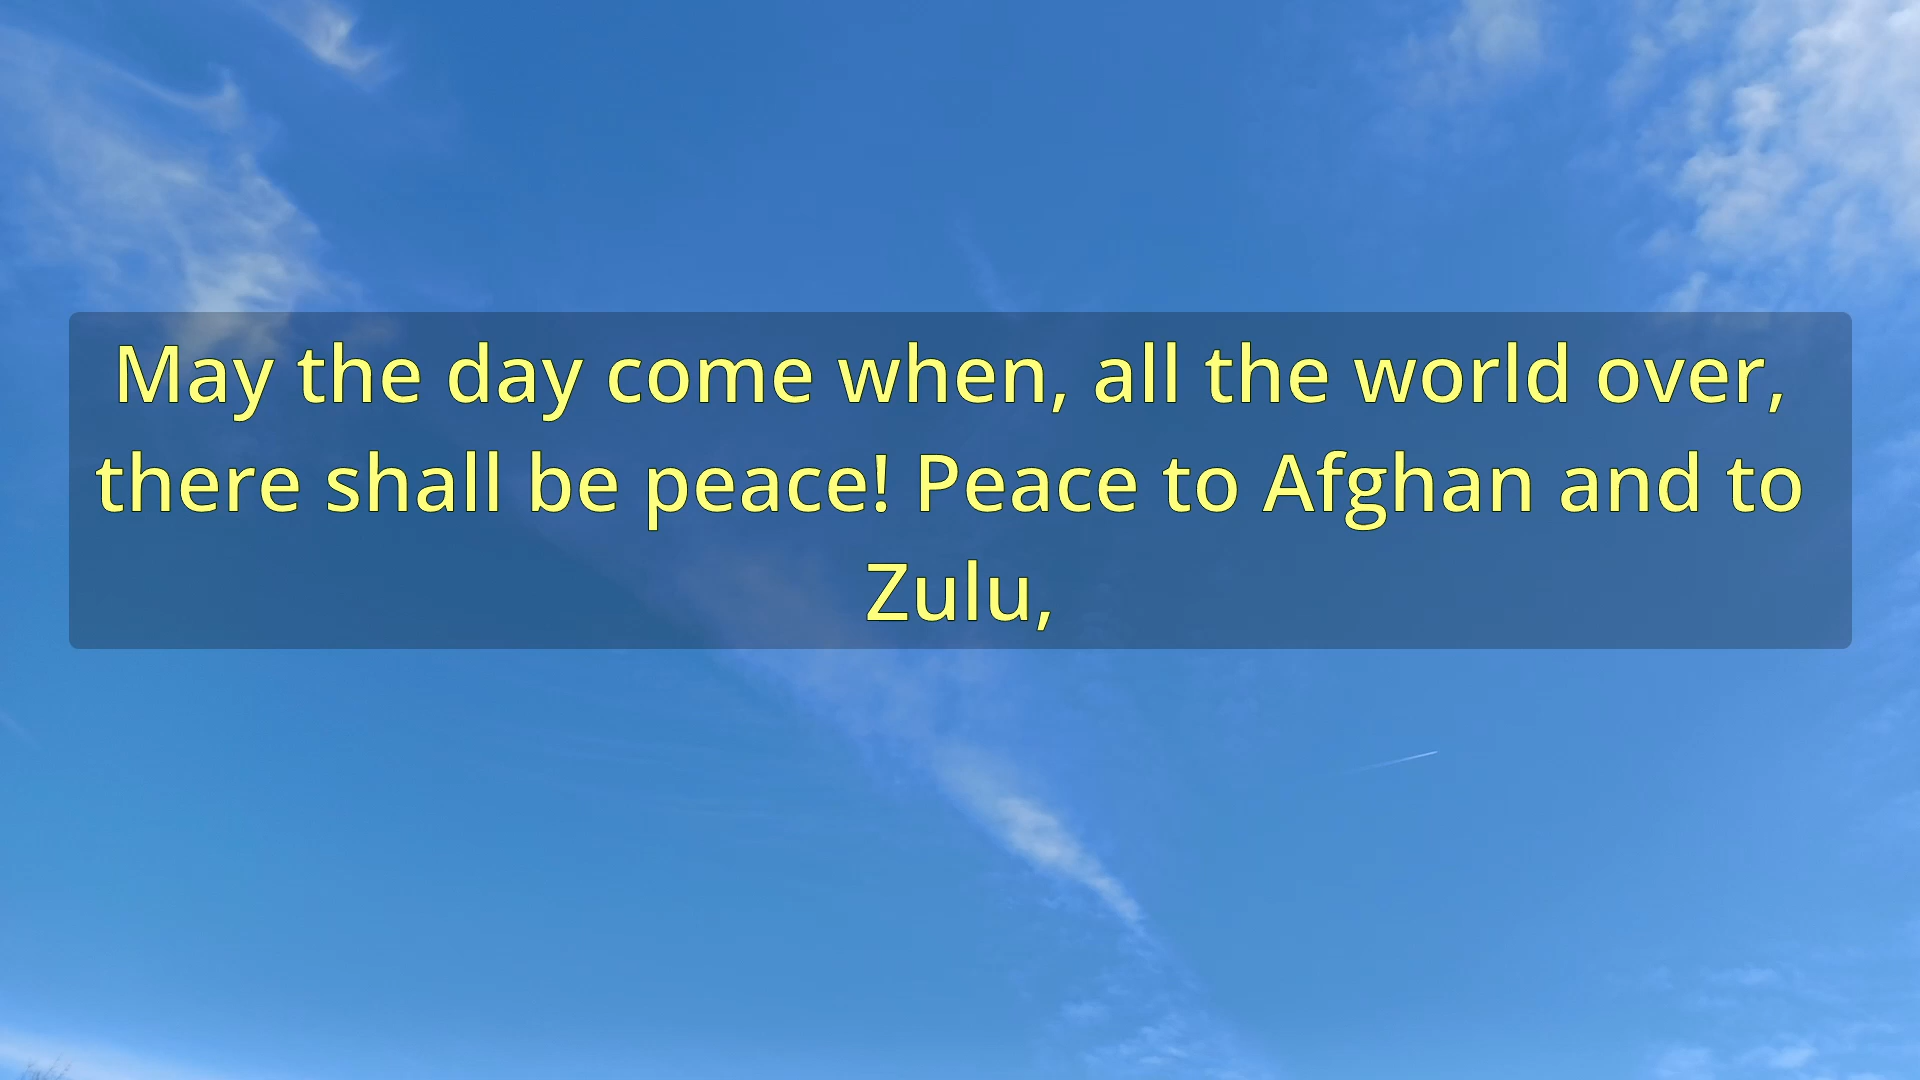 May the day come when, all the world over,
there shall be peace! Peace to Afghan and to
Zulu,